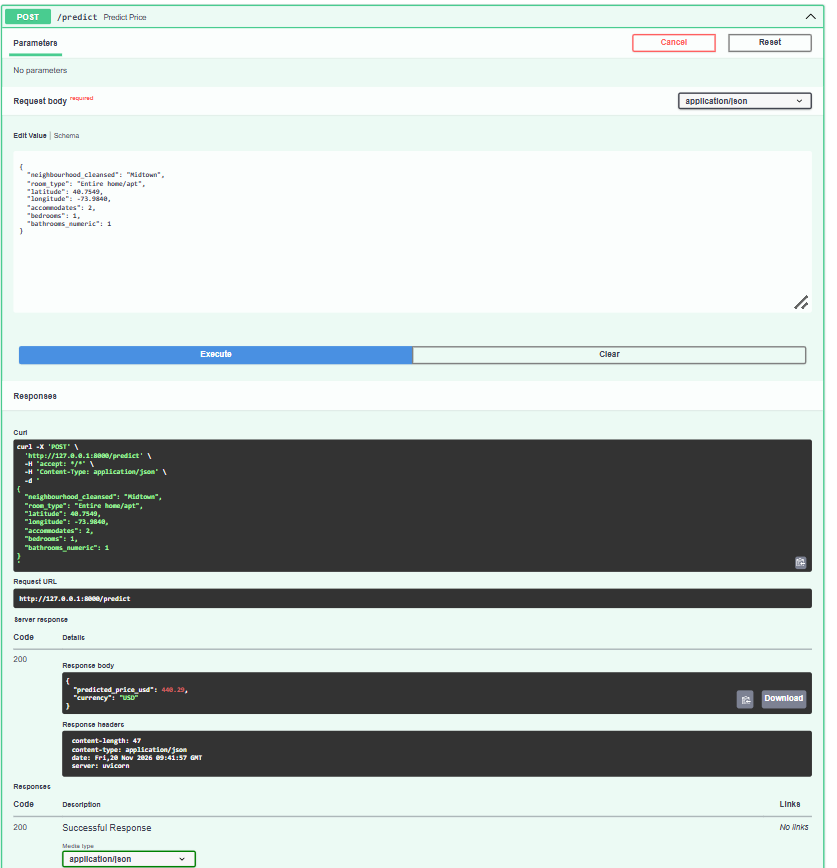 POST /predict Predict Price
Parameters
Cancel
Reset
No parameters
Request body required
application/json
Edit Value | Schema
{
  "neighbourhood_cleansed": "Midtown",
  "room_type": "Entire home/apt",
  "latitude": 40.7549,
  "longitude": -73.9840,
  "accommodates": 2,
  "bedrooms": 1,
  "bathrooms_numeric": 1
}
Execute
Clear
Responses
Curl
curl -X 'POST' \
  'http://127.0.0.1:8000/predict' \
  -H 'accept: */*' \
  -H 'Content-Type: application/json' \
  -d '
{
  "neighbourhood_cleansed": "Midtown",
  "room_type": "Entire home/apt",
  "latitude": 40.7549,
  "longitude": -73.9840,
  "accommodates": 2,
  "bedrooms": 1,
  "bathrooms_numeric": 1
}
'
Request URL
http://127.0.0.1:8000/predict
Server response
Code Details
200
Response body
{
  "predicted_price_usd": 440.29,
  "currency": "USD"
}
Download
Response headers
content-length: 47
content-type: application/json
date: Fri,20 Nov 2026 09:41:57 GMT
server: uvicorn
Responses
Code Description Links
200 Successful Response No links
Media type
application/json